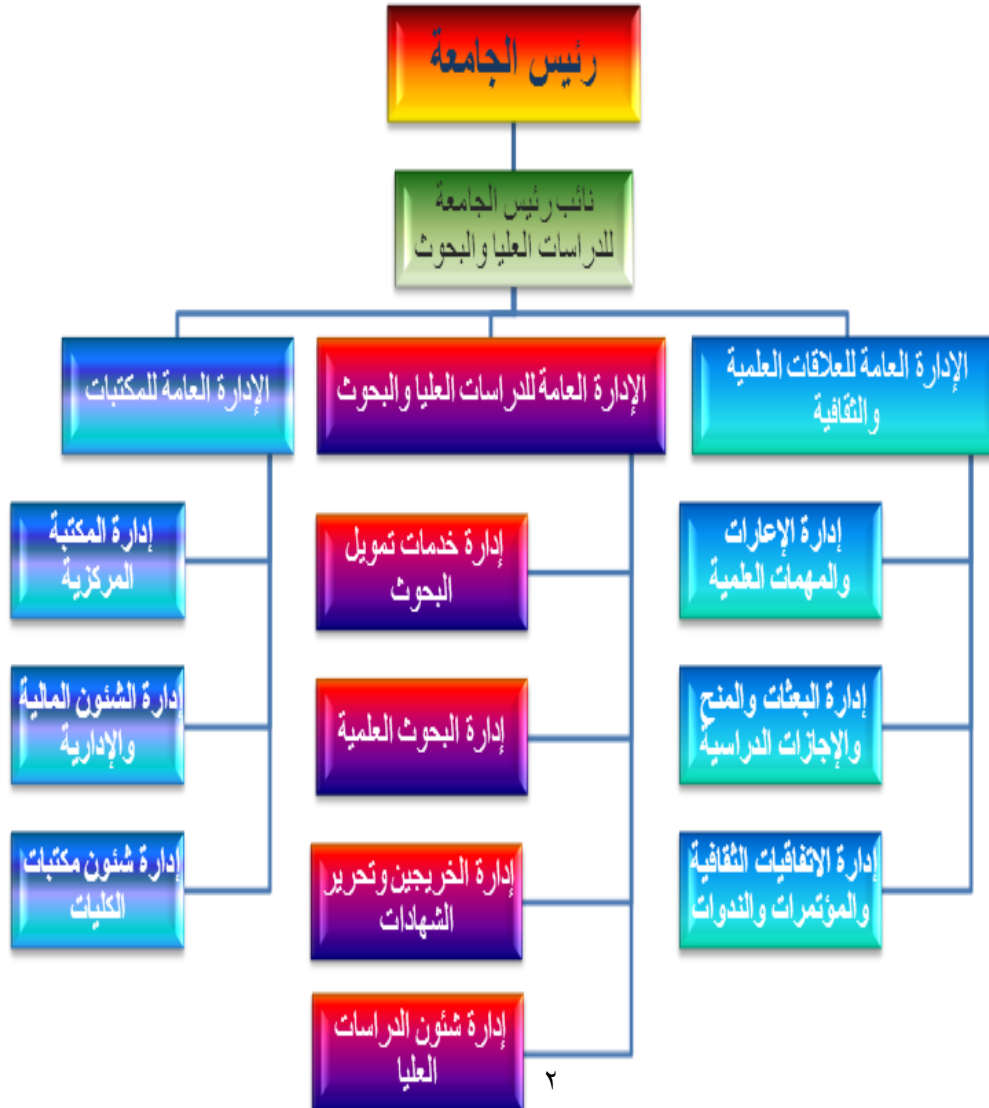 رئيس الجامعة
نائب رئيس الجامعة
للدراسات العليا والبحوث
الإدارة العامة للعلاقات العلمية
والثقافية
إدارة الإعارات
والمهمات العلمية
إدارة البعثات والمنح
والإجازات الدراسية
إدارة الاتفاقيات الثقافية
والمؤتمرات والندوات
الإدارة العامة للدراسات العليا والبحوث
إدارة خدمات تمويل
البحوث
إدارة البحوث العلمية
إدارة الخريجين وتحرير
الشهادات
إدارة شئون الدراسات
العليا
الإدارة العامة للمكتبات
إدارة المكتبة
المركزية
إدارة الشئون المالية
والإدارية
إدارة شئون مكتبات
الكليات
٢